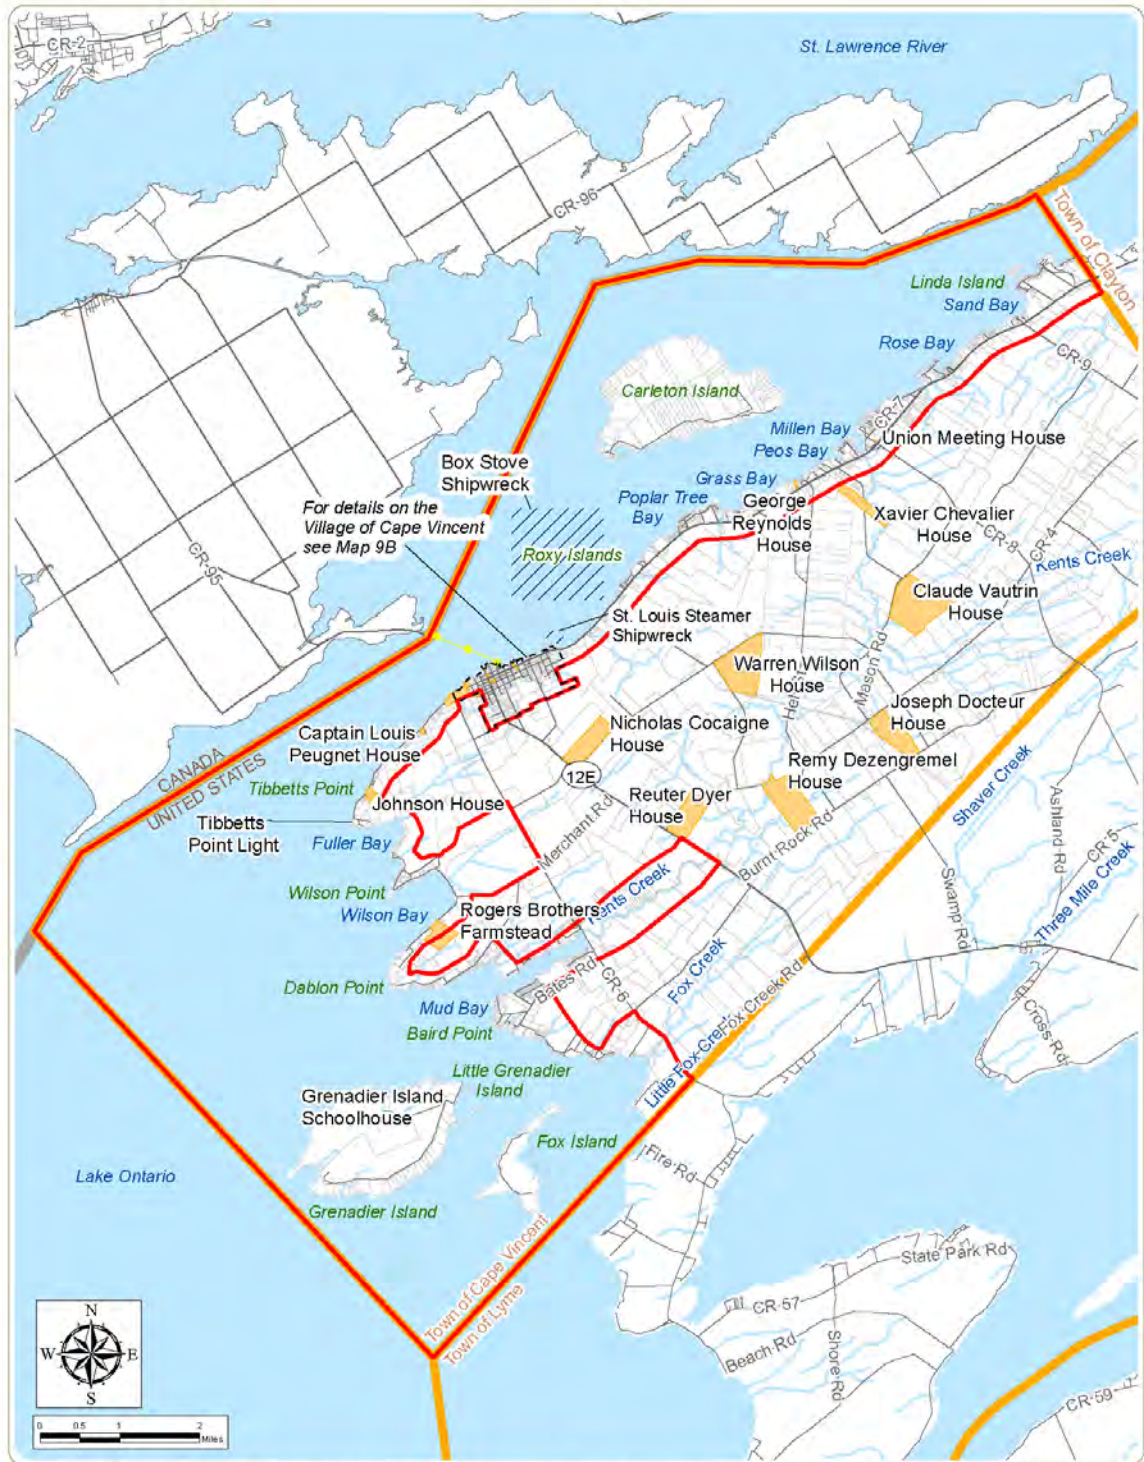 CR-2
St. Lawrence River
CR-96
Town of Clayton
Linda Island
Sand Bay
Rose Bay
CR-9
Carleton Island
CR-7
Millen Bay
Union Meeting House
Peos Bay
Box Stove
Shipwreck
Grass Bay
Poplar Tree
Bay
George
Reynolds
House
For details on the
Village of Cape Vincent
see Map 9B
Xavier Chevalier
House
CR-8
CR-4
Kents Creek
Roxy Islands
CR-95
Claude Vautrin
House
St. Louis Steamer
Shipwreck
Mason Rd
Warren Wilson
House
Joseph Docteur
House
Nicholas Cocaigne
House
Captain Louis
Peugnet House
CANADA
UNITED STATES
Remy Dezengremel
House
12E
Tibbetts Point
Johnson House
Reuter Dyer
House
Shaver Creek
Ashland Rd
Tibbetts
Point Light
Merchant Rd
Burnt Rock Rd
Fuller Bay
CR-5
Wilson Point
Kents Creek
Swamp Rd
Three Mile Creek
Wilson Bay
Rogers Brothers
Farmstead
Fox Creek
Bates Rd
CR-6
Dablon Point
Mud Bay
Fox Creek Rd
Cross Rd
Baird Point
Little Fox Creek
Little Grenadier
Island
Grenadier Island
Schoolhouse
Fox Island
Fire Rd
Lake Ontario
Grenadier Island
Town of Cape Vincent
Town of Lyme
State Park Rd
CR-57
Beach Rd
Shore Rd
CR-59
N
W E
S
0 0.5 1 2
Miles